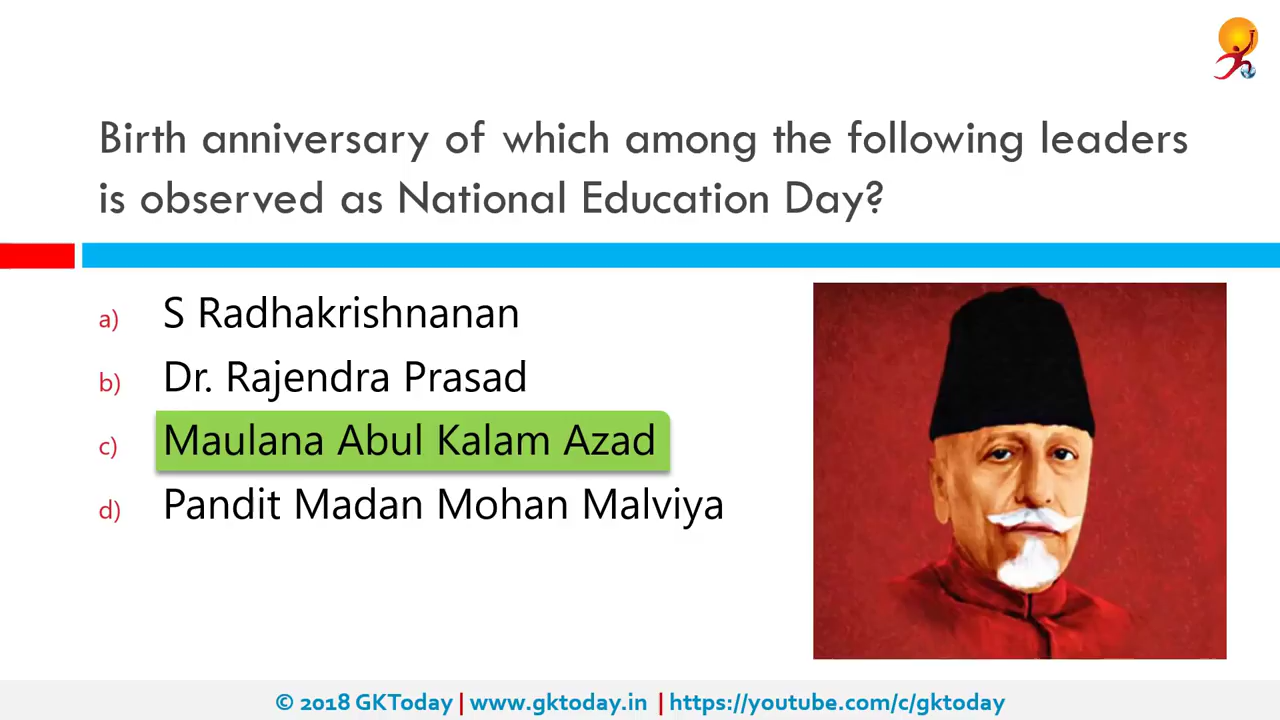 Birth anniversary of which among the following leaders
is observed as National Education Day?
a) S Radhakrishnanan
b) Dr. Rajendra Prasad
c) Maulana Abul Kalam Azad
d) Pandit Madan Mohan Malviya
© 2018 GKToday | www.gktoday.in | https://youtube.com/c/gktoday